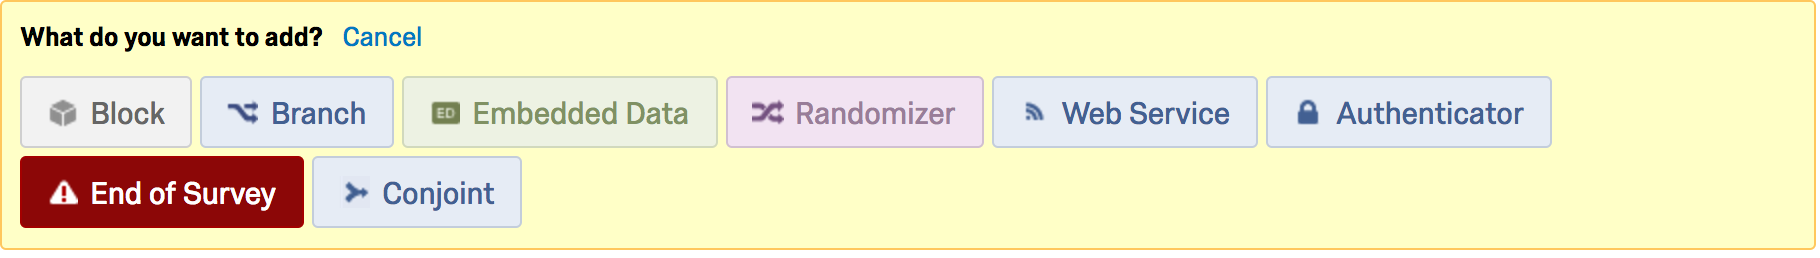 What do you want to add? Cancel
Block Branch ED Embedded Data Randomizer Web Service Authenticator
End of Survey Conjoint